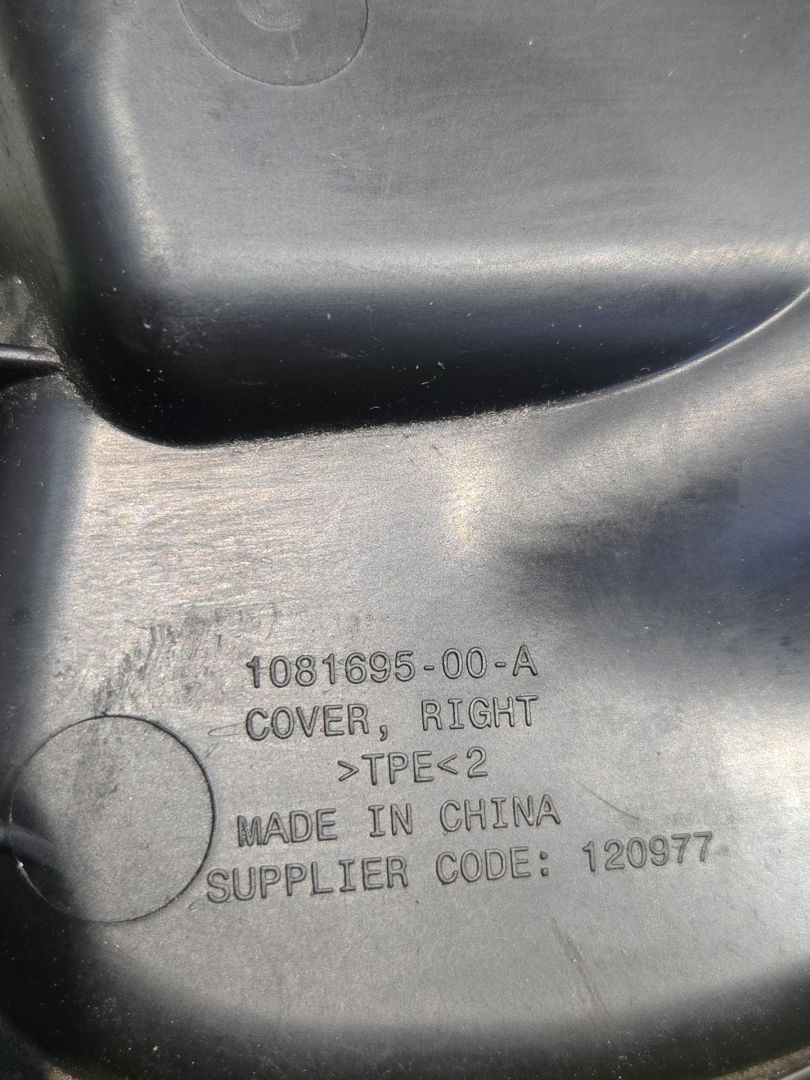 1081695-00-A
COVER, RIGHT
>TPE<2
MADE IN CHINA
SUPPLIER CODE: 120977